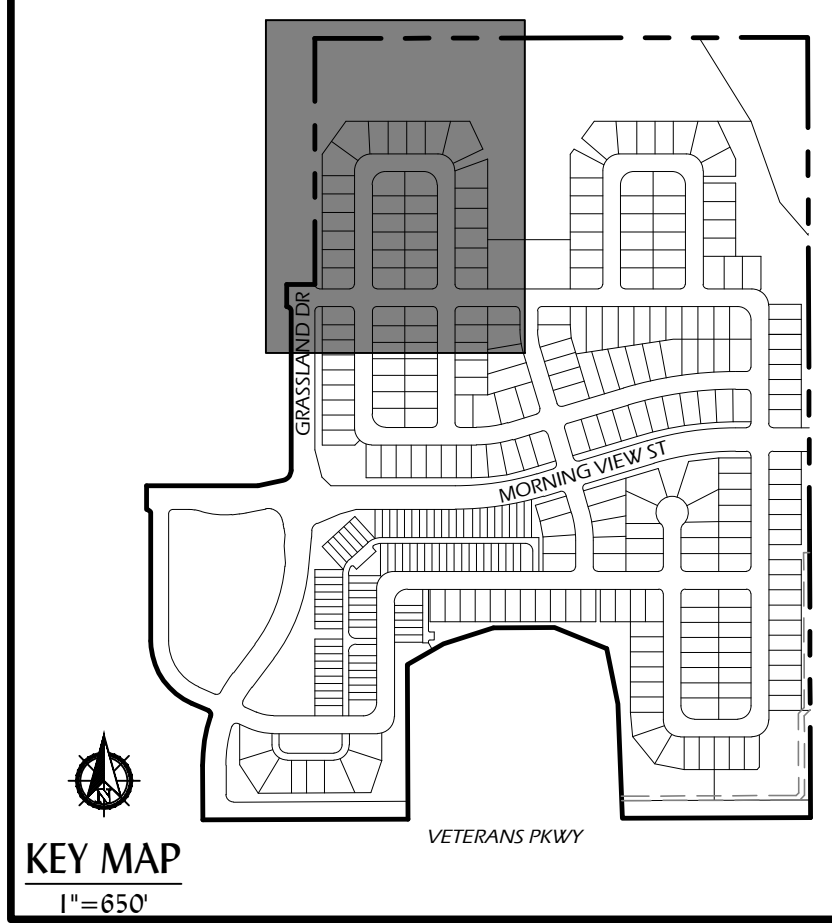 GRASSLAND DR
MORNING VIEW ST
VETERANS PKWY
N
KEY MAP
1"=650'